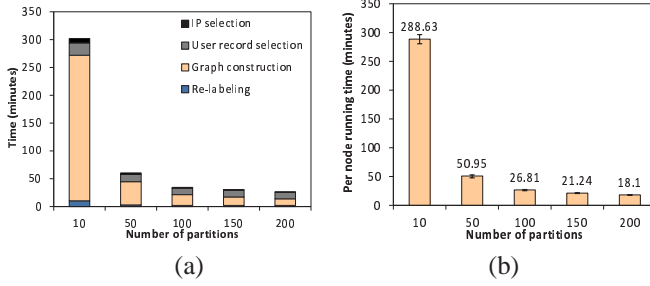 350
300
250
200
150
100
50
0
Time (minutes)
IP selection
User record selection
Graph construction
Re-labeling
10 50 100 150 200
Number of partitions
(a)
350
300
250
200
150
100
50
0
Per node running time (minutes)
288.63
50.95
26.81
21.24
18.1
10 50 100 150 200
Number of partitions
(b)